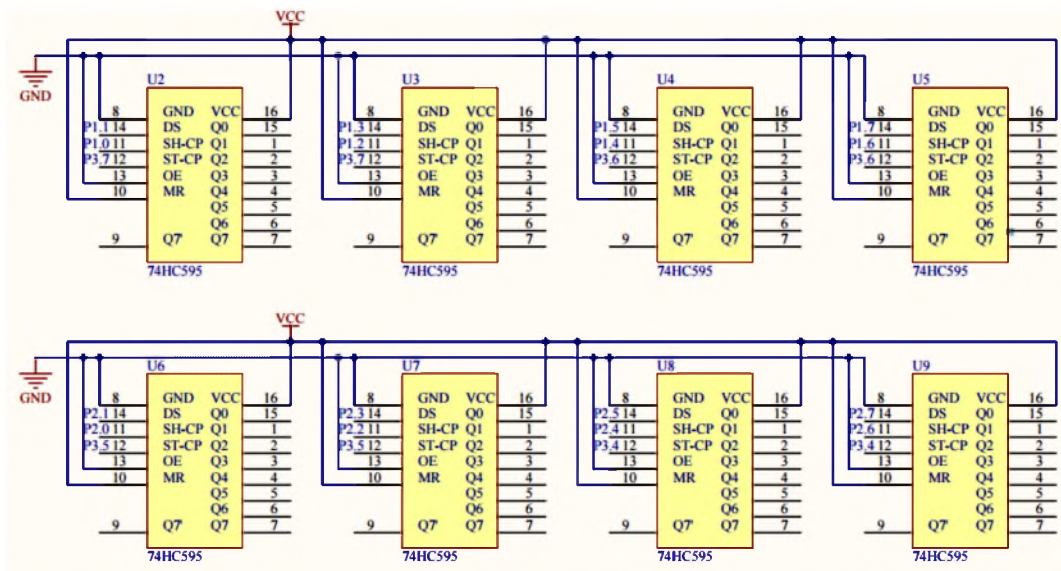 VCC
GND
U2 U3 U4 U5
8 GND VCC 16 8 GND VCC 16 8 GND VCC 16 8 GND VCC 16
P1.1 14 DS Q0 15 P1.3 14 DS Q0 15 P1.5 14 DS Q0 15 P1.7 14 DS Q0 15
P1.0 11 SH-CP Q1 1 P1.2 11 SH-CP Q1 1 P1.4 11 SH-CP Q1 1 P1.6 11 SH-CP Q1 1
P3.7 12 ST-CP Q2 2 P3.7 12 ST-CP Q2 2 P3.6 12 ST-CP Q2 2 P3.6 12 ST-CP Q2 2
13 OE Q3 3 13 OE Q3 3 13 OE Q3 3 13 OE Q3 3
10 MR Q4 4 10 MR Q4 4 10 MR Q4 4 10 MR Q4 4
Q5 5 Q5 5 Q5 5 Q5 5
Q6 6 Q6 6 Q6 6 Q6 6
9 Q7' Q7 7 9 Q7' Q7 7 9 Q7' Q7 7 9 Q7' Q7 7
74HC595 74HC595 74HC595 74HC595
VCC
GND
U6 U7 U8 U9
8 GND VCC 16 8 GND VCC 16 8 GND VCC 16 8 GND VCC 16
P2.1 14 DS Q0 15 P2.3 14 DS Q0 15 P2.5 14 DS Q0 15 P2.7 14 DS Q0 15
P2.0 11 SH-CP Q1 1 P2.2 11 SH-CP Q1 1 P2.4 11 SH-CP Q1 1 P2.6 11 SH-CP Q1 1
P3.5 12 ST-CP Q2 2 P3.5 12 ST-CP Q2 2 P3.4 12 ST-CP Q2 2 P3.4 12 ST-CP Q2 2
13 OE Q3 3 13 OE Q3 3 13 OE Q3 3 13 OE Q3 3
10 MR Q4 4 10 MR Q4 4 10 MR Q4 4 10 MR Q4 4
Q5 5 Q5 5 Q5 5 Q5 5
Q6 6 Q6 6 Q6 6 Q6 6
9 Q7' Q7 7 9 Q7' Q7 7 9 Q7' Q7 7 9 Q7' Q7 7
74HC595 74HC595 74HC595 74HC595